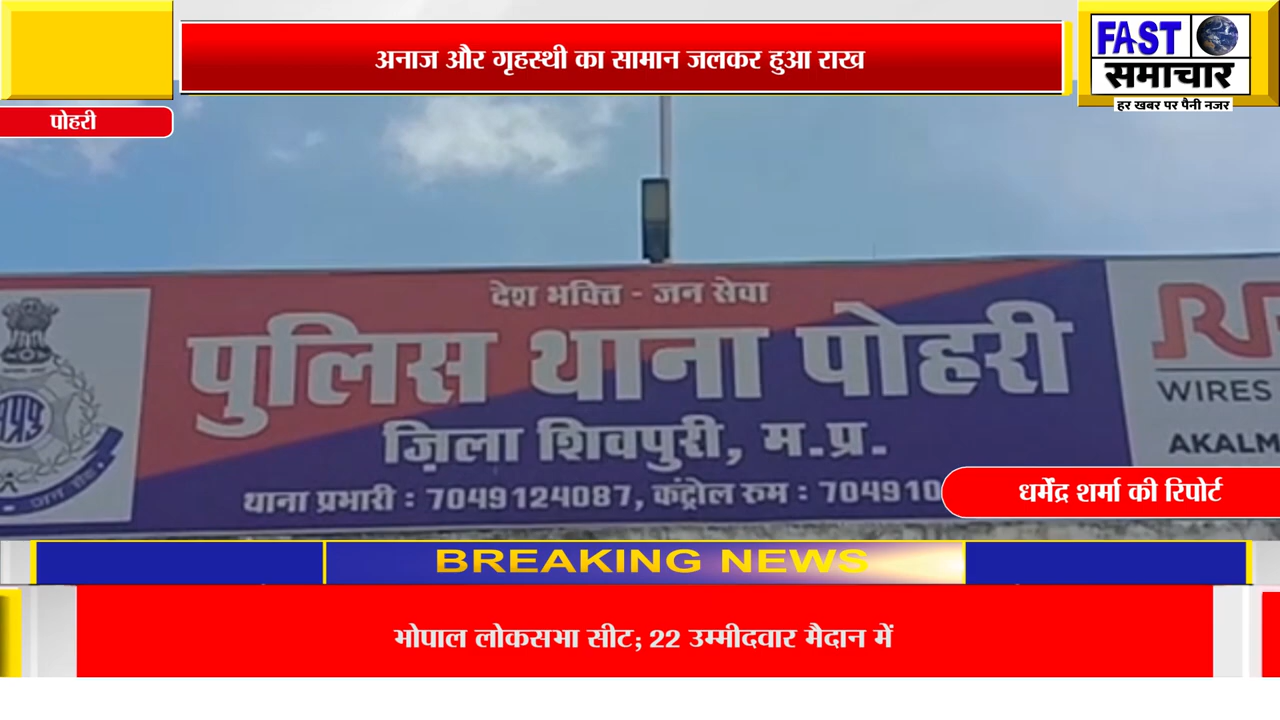 अनाज और गृहस्थी का सामान जलकर हुआ राख
FAST
समाचार
हर खबर पर पैनी नजर
पोहरी
देश भक्ति - जन सेवा
पुलिस थाना पोहरी
ज़िला शिवपुरी, म.प्र.
थाना प्रभारी : 7049124087, कंट्रोल रुम : 704910
WIRES
AKALM
धर्मेंद्र शर्मा की रिपोर्ट
BREAKING NEWS
भोपाल लोकसभा सीट; 22 उम्मीदवार मैदान में